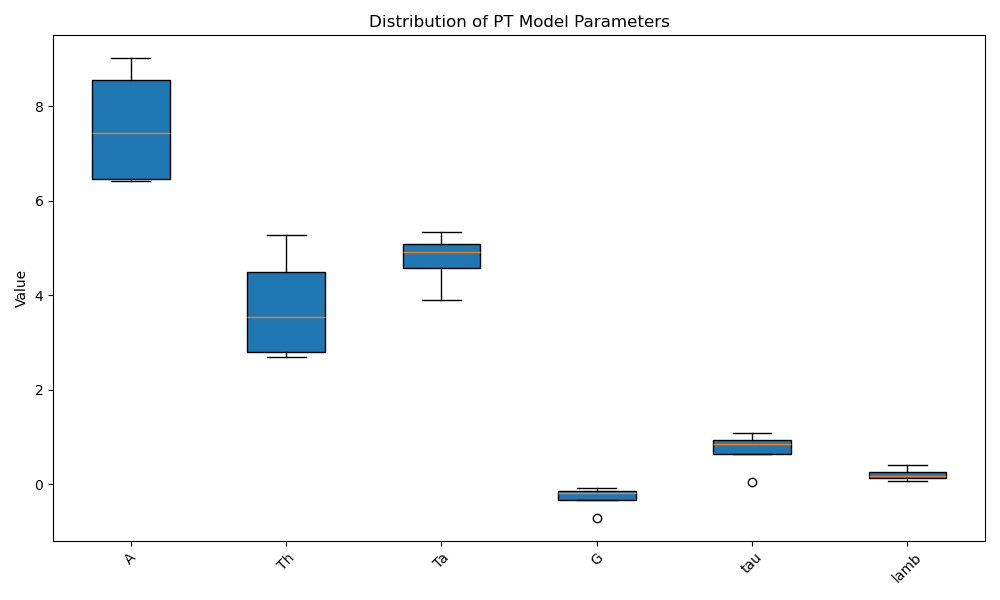 Distribution of PT Model Parameters
Value
8
6
4
2
0
A
Th
Ta
G
tau
lamb